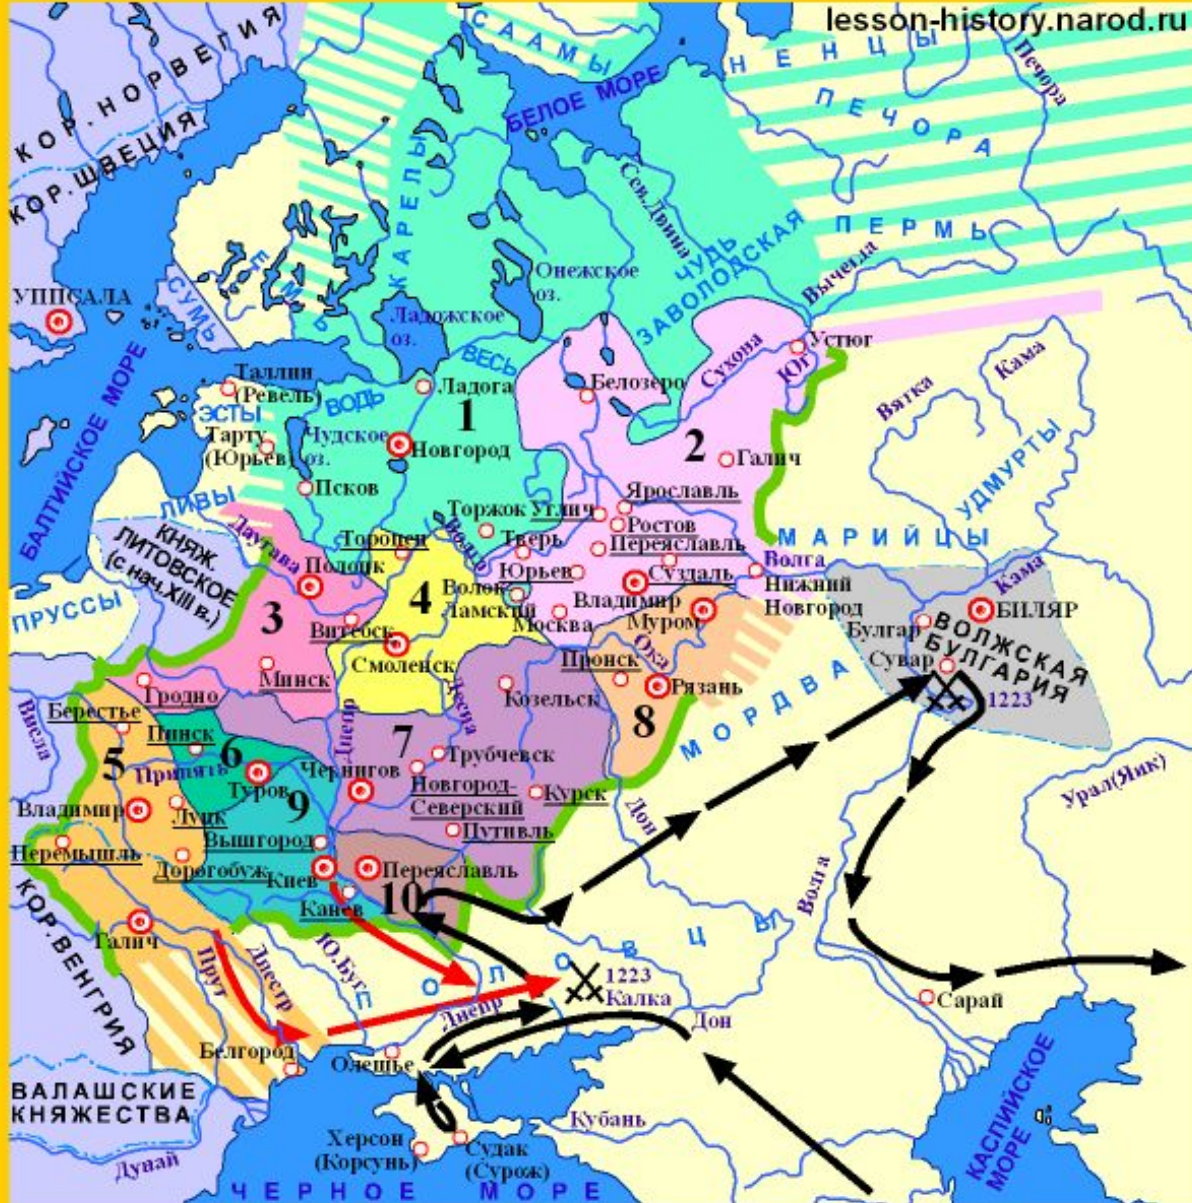 lesson-history.narod.ru
КОР. НОРВЕГИЯ
КОР. ШВЕЦИЯ
СААМЫ
БЕЛОЕ МОРЕ
НЕНЦЫ
Печора
ПЕЧОРА
КАРЕЛЫ
Сев. Двина
ПЕРМЬ
ЧУДЬ
ЗАВОЛОДСКАЯ
Вычегда
ЕМЬ
СУМЬ
Онежское
оз.
Ладожское
оз.
УППСАЛА
БАЛТИЙСКОЕ МОРЕ
ВЕСЬ
Сухона
Устюг
Юг
Кама
Вятка
Таллин
(Ревель)
ВОДЬ
Ладога
Белозеро
ЭСТЫ
1
Тарту
(Юрьев)
Чудское
оз.
Новгород
2
Галич
УДМУРТЫ
Псков
ЛИВЫ
Ярославль
Торжок
Углич
Ростов
МАРИЙЦЫ
КНЯЖ.
ЛИТОВСКОЕ
(с нач.XIII в.)
Даугава
Торопец
Волга
Тверь
Переяславль
Волга
Кама
Полоцк
Юрьев
Суздаль
Нижний
Новгород
ПРУССЫ
3
4
Волок
Ламский
Москва
Владимир
Муром
БИЛЯР
Булгар
ВОЛЖСКАЯ
БУЛГАРИЯ
Витебск
Смоленск
Пронск
Ока
Сувар
Минск
Гродно
Десна
Козельск
Рязань
1223
МОРДВА
Висла
Берестье
Пинск
Днепр
8
5
Припять
6
7
Трубчевск
Туров
Чернигов
Новгород-
Северский
Курск
Урал(Яик)
Владимир
Луцк
9
Дон
Перемышль
Вышгород
Путивль
Дорогобуж
Киев
Переяславль
Волга
Канев
10
КОР. ВЕНГРИЯ
Галич
Прут
Днестр
Ю.Буг
ПОЛОВЦЫ
1223
Калка
Днепр
Дон
Сарай
Белгород
Олешье
ВАЛАШСКИЕ
КНЯЖЕСТВА
Кубань
Херсон
(Корсунь)
Судак
(Сурож)
КАСПИЙСКОЕ
МОРЕ
Дунай
ЧЕРНОЕ МОРЕ